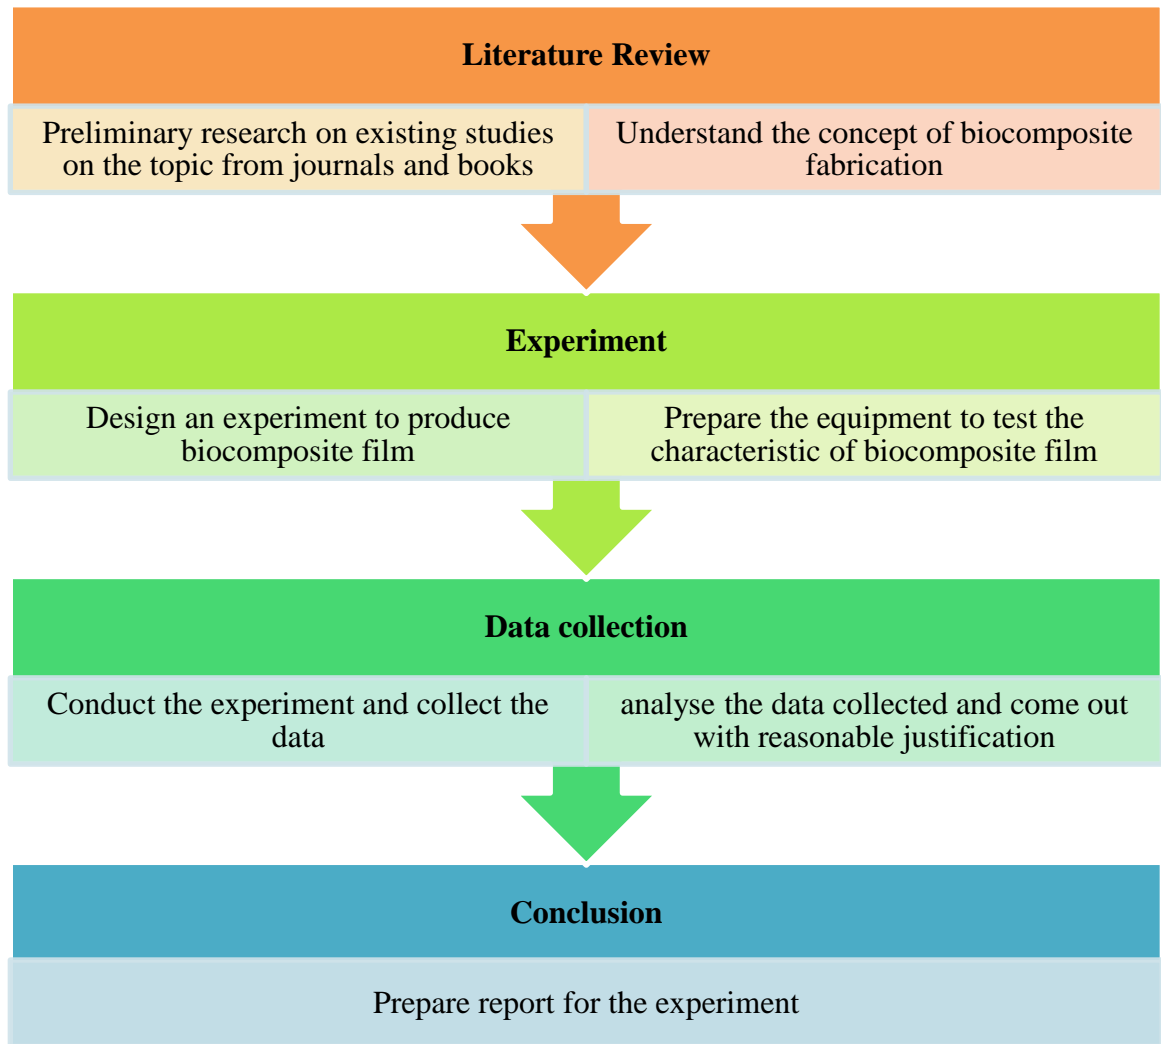 Literature Review
Preliminary research on existing studies
on the topic from journals and books
Understand the concept of biocomposite
fabrication
Experiment
Design an experiment to produce
biocomposite film
Prepare the equipment to test the
characteristic of biocomposite film
Data collection
Conduct the experiment and collect the
data
analyse the data collected and come out
with reasonable justification
Conclusion
Prepare report for the experiment